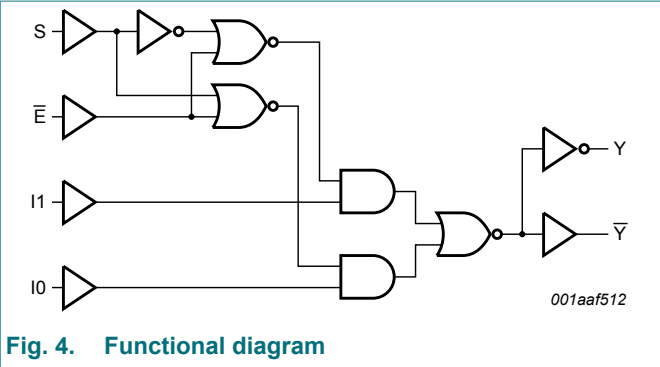 S
E̅
I1
I0
Y
Y̅
001aaf512
Fig. 4. Functional diagram